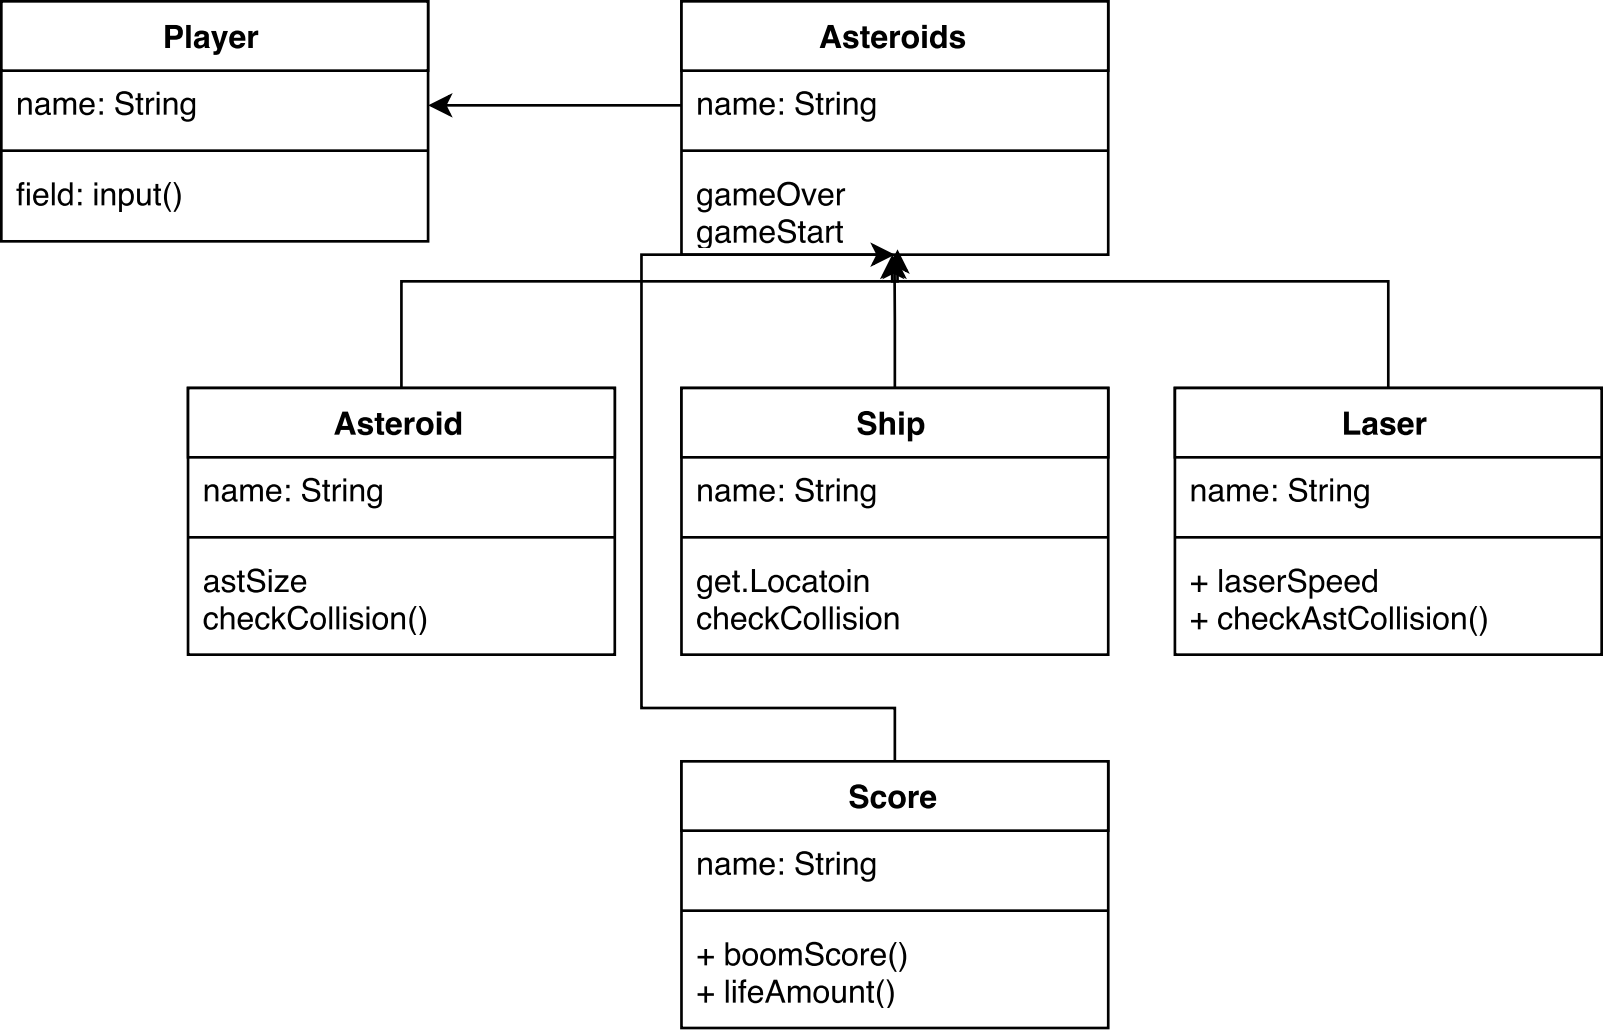 Player
name: String
field: input()
Asteroids
name: String
gameOver
gameStart
Asteroid
name: String
astSize
checkCollision()
Ship
name: String
get.Locatoin
checkCollision
Laser
name: String
+ laserSpeed
+ checkAstCollision()
Score
name: String
+ boomScore()
+ lifeAmount()